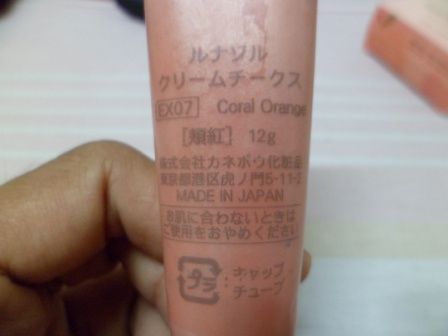 ルナソル
クリームチークス
EX07 Coral Orange
[頬紅] 12g
株式会社カネボウ化粧品
東京都港区虎ノ門5-11-2
MADE IN JAPAN
お肌に合わないときは
ご使用をおやめください
プラ :キャップ
チューブ